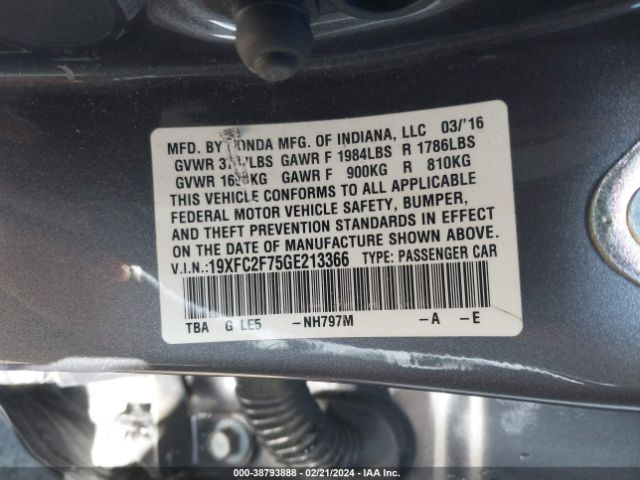 MFD. BY HONDA MFG. OF INDIANA, LLC 03/'16
GVWR LBS GAWR F 1984LBS R 1786LBS
GVWR KG GAWR F 900KG R 810KG
THIS VEHICLE CONFORMS TO ALL APPLICABLE
FEDERAL MOTOR VEHICLE SAFETY, BUMPER,
AND THEFT PREVENTION STANDARDS IN EFFECT
ON THE DATE OF MANUFACTURE SHOWN ABOVE.
V.I.N.:19XFC2F75GE213366 TYPE: PASSENGER CAR
TBA G LE5 -NH797M -A -E
000-38793888 - 02/21/2024 - IAA Inc.